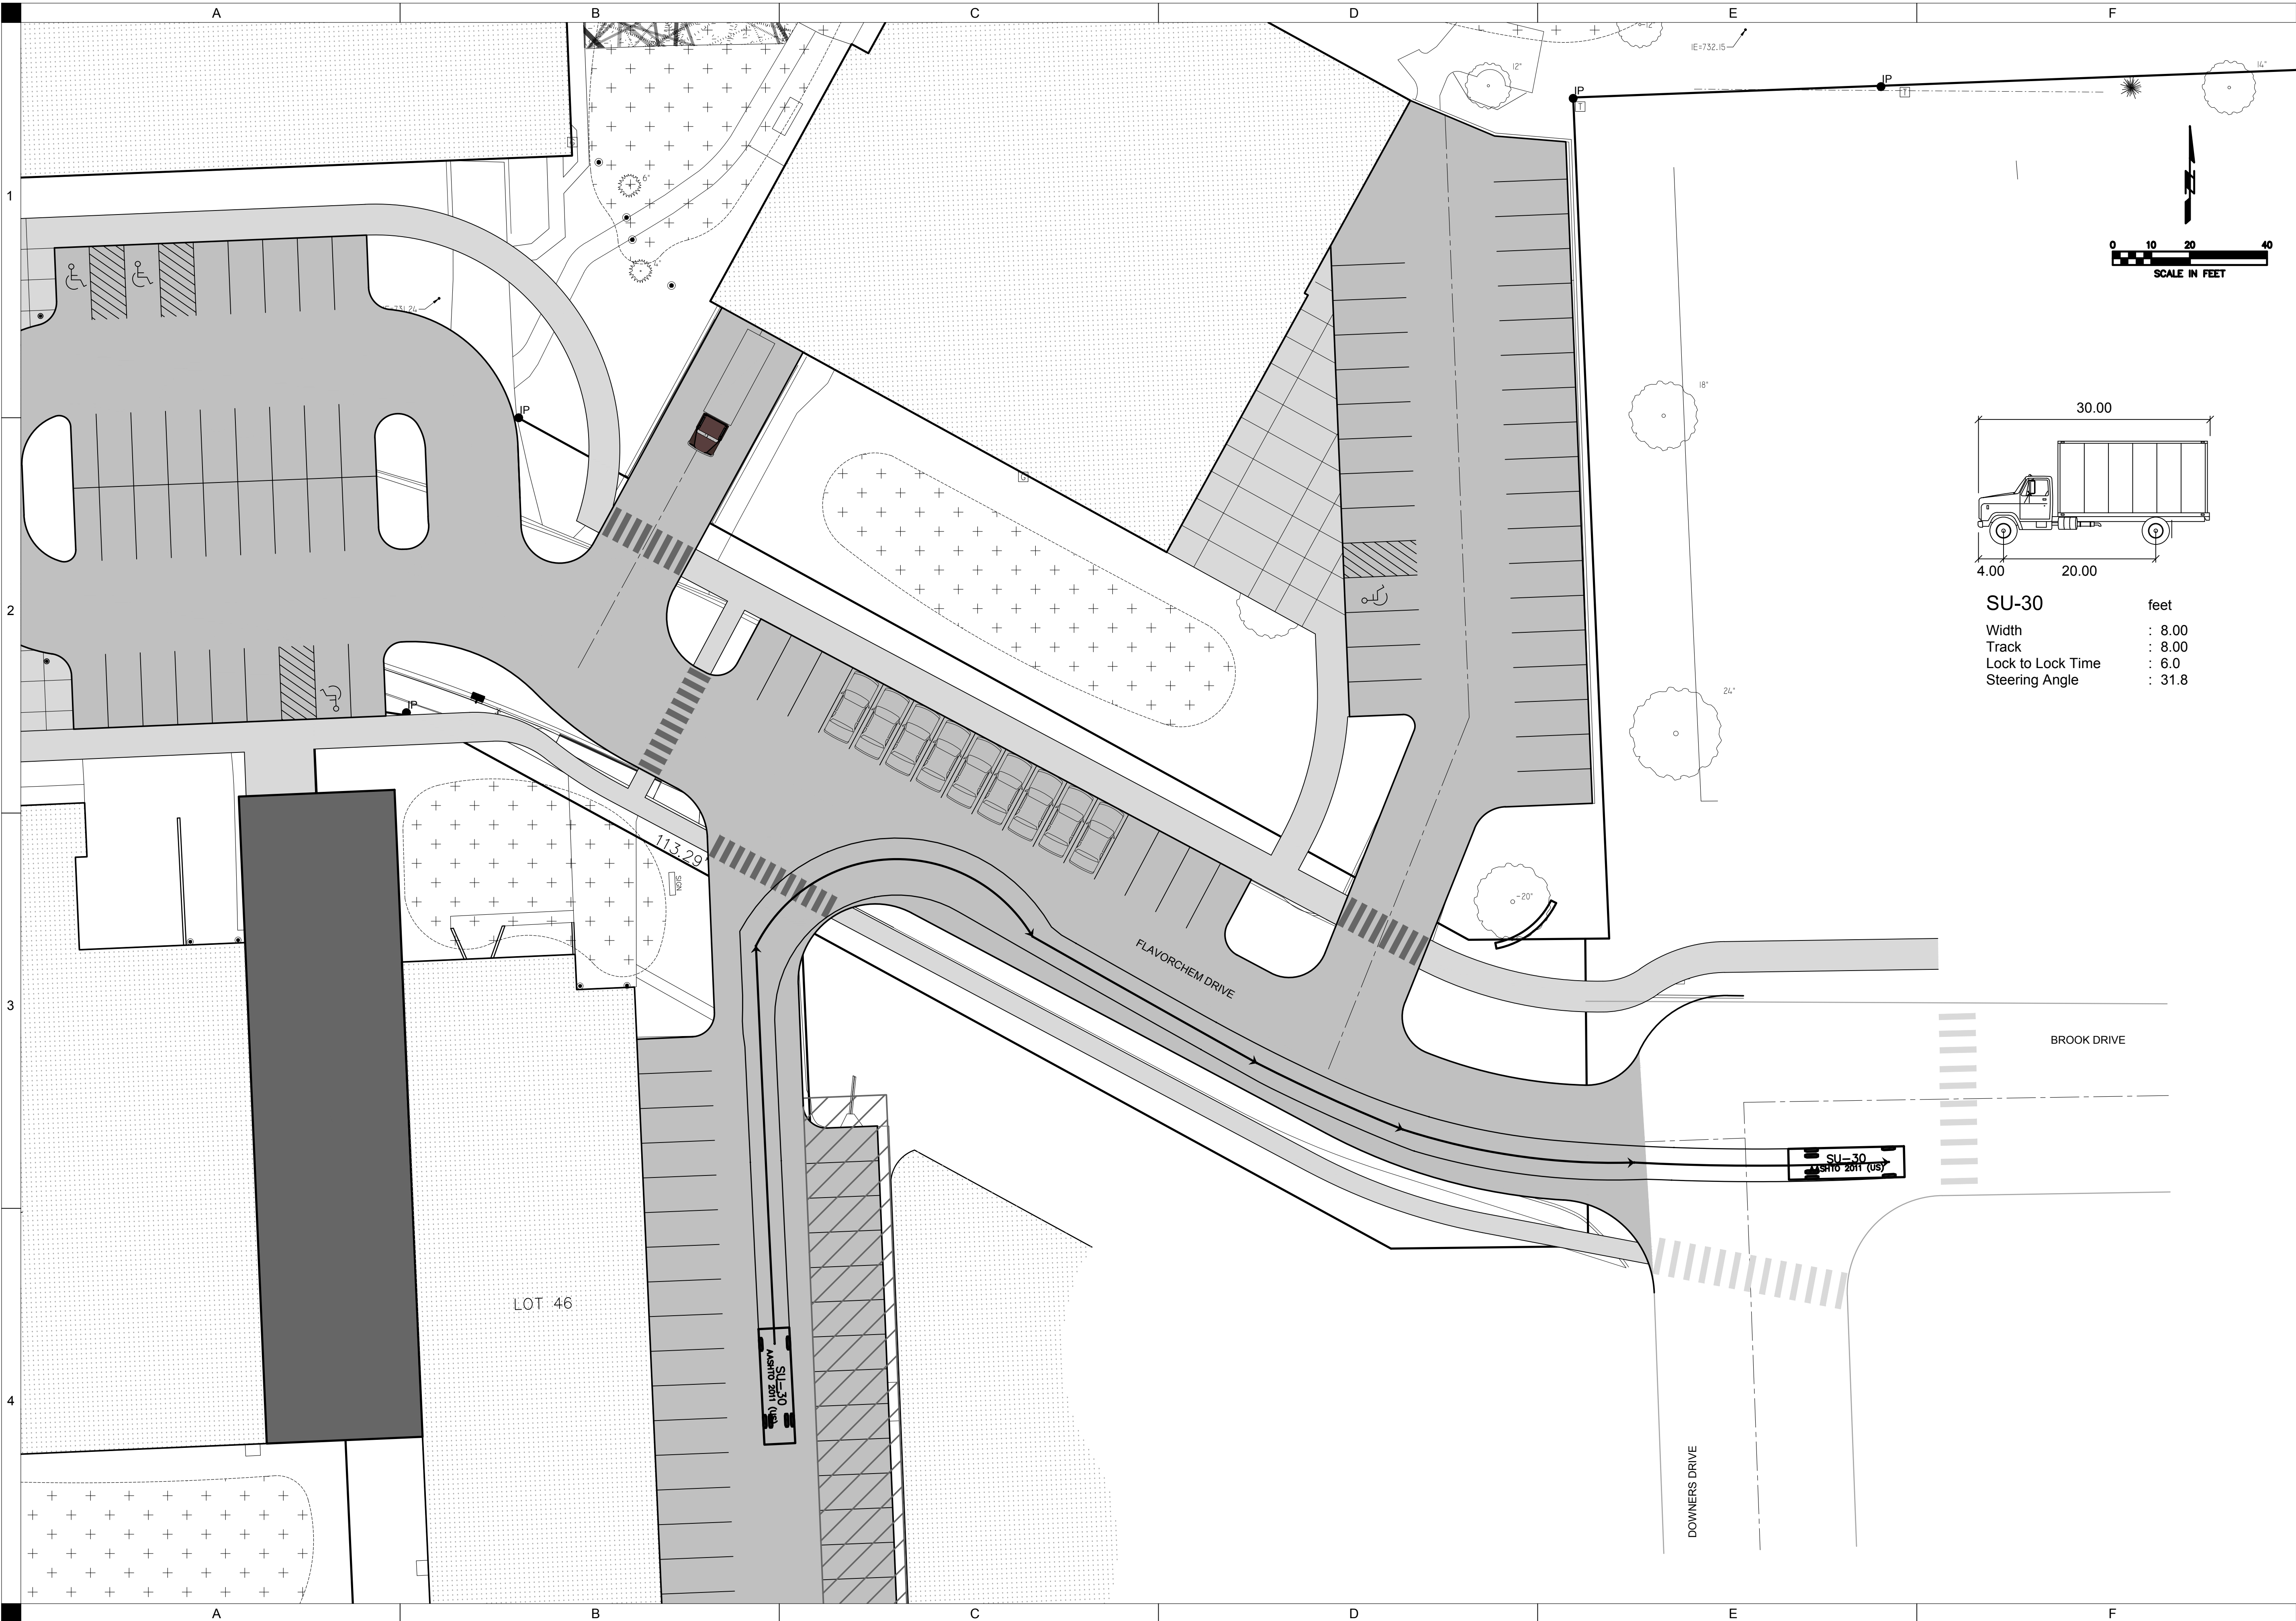 A B C D E F
1
2
3
4
IE=732.15
12"
14"
IP
IP
T
T
6"
0 10 20 40
SCALE IN FEET
IP
18"
G
30.00
4.00 20.00
SU-30 feet
Width : 8.00
Track : 8.00
Lock to Lock Time : 6.0
Steering Angle : 31.8
24"
IP
113.29'
SIGN
20"
FLAVORCHEM DRIVE
BROOK DRIVE
SU-30
AASHTO 2011 (US)
LOT 46
SU-30
AASHTO 2011 (US)
DOWNERS DRIVE
A B C D E F